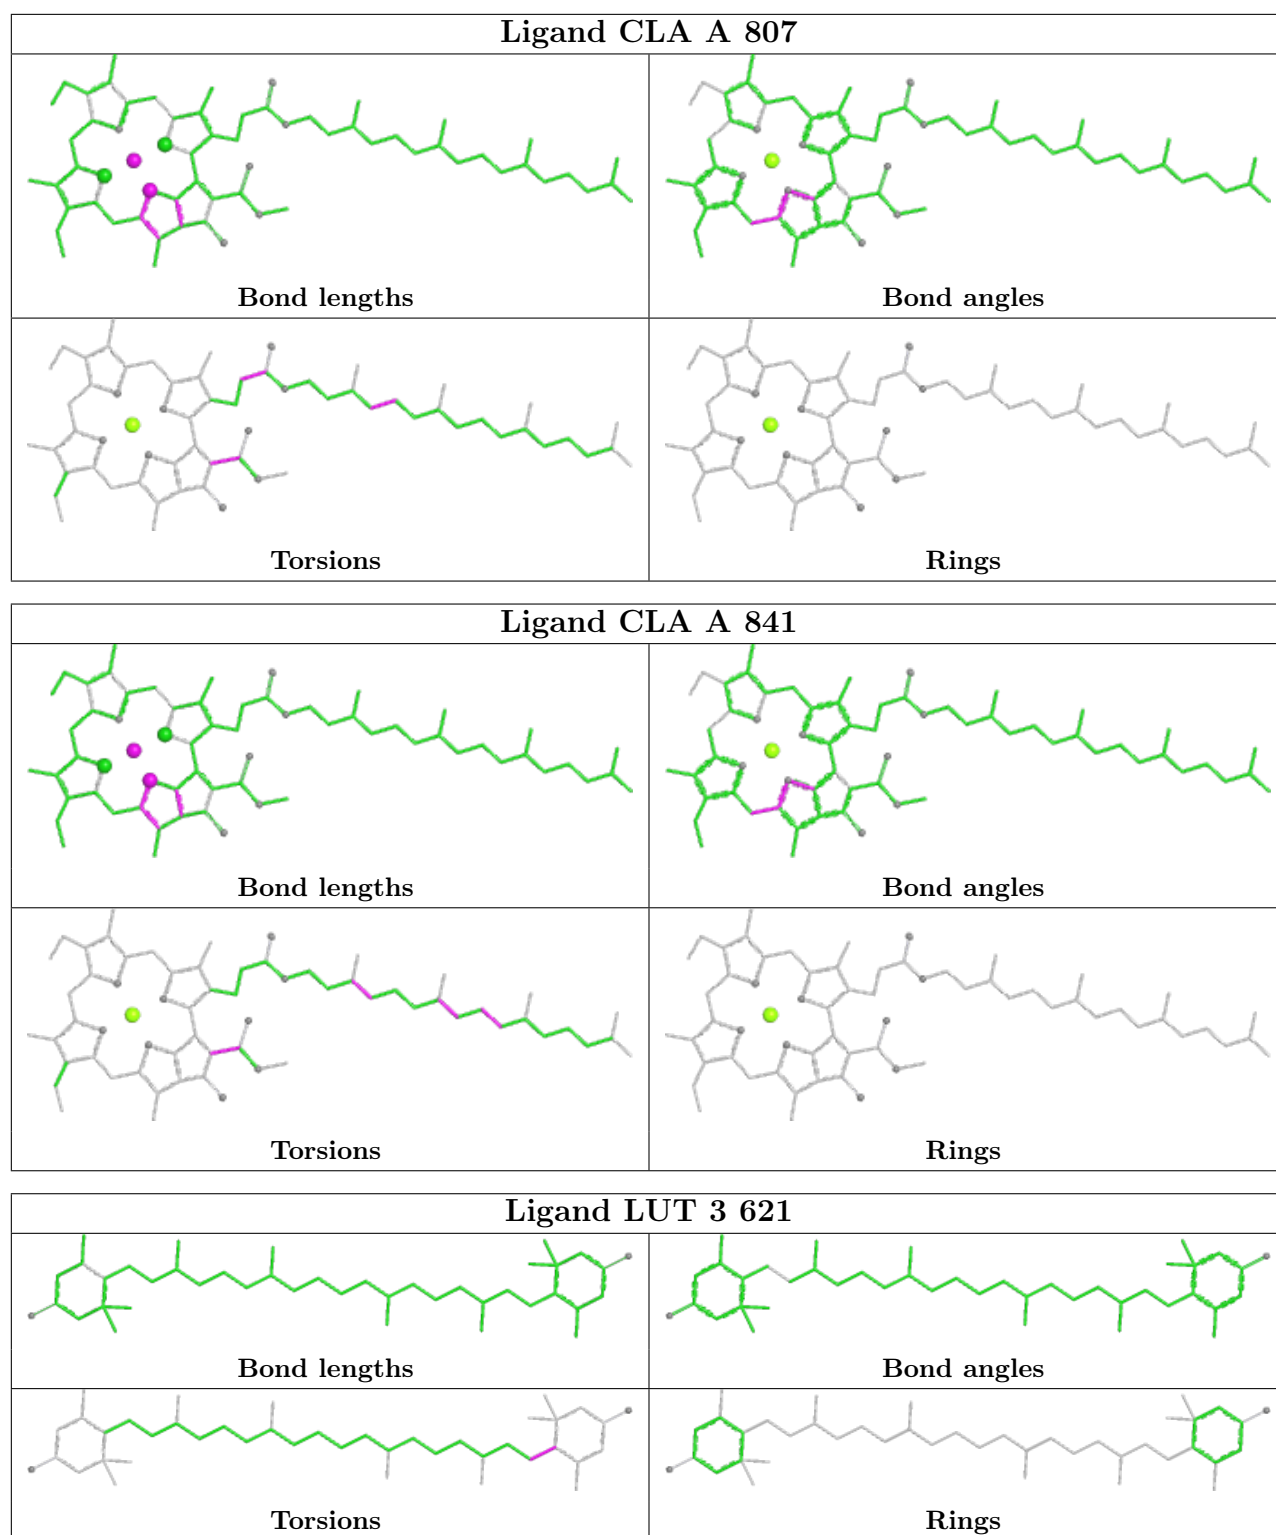 Ligand CLA A 807
Bond lengths
Bond angles
Torsions
Rings
Ligand CLA A 841
Bond lengths
Bond angles
Torsions
Rings
Ligand LUT 3 621
Bond lengths
Bond angles
Torsions
Rings